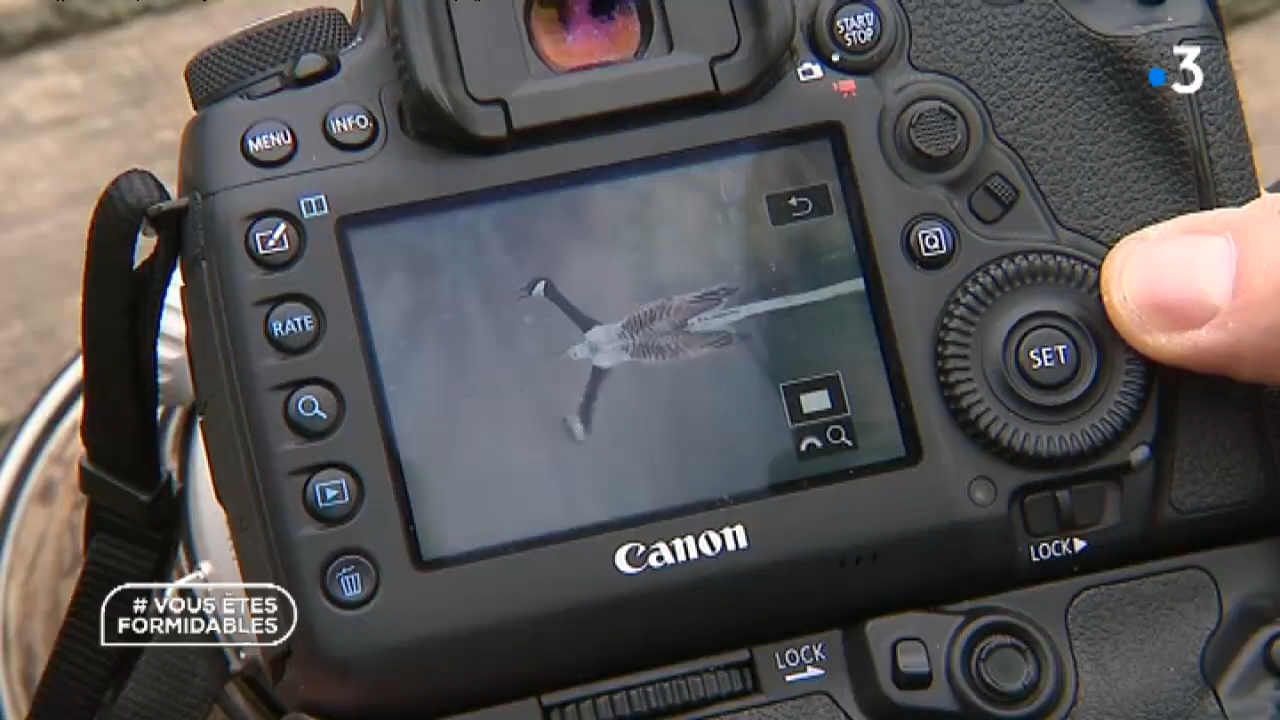 START/
STOP
3
MENU
INFO.
RATE
Q
SET
Canon
LOCK
# VOUS ÊTES
FORMIDABLES
LOCK